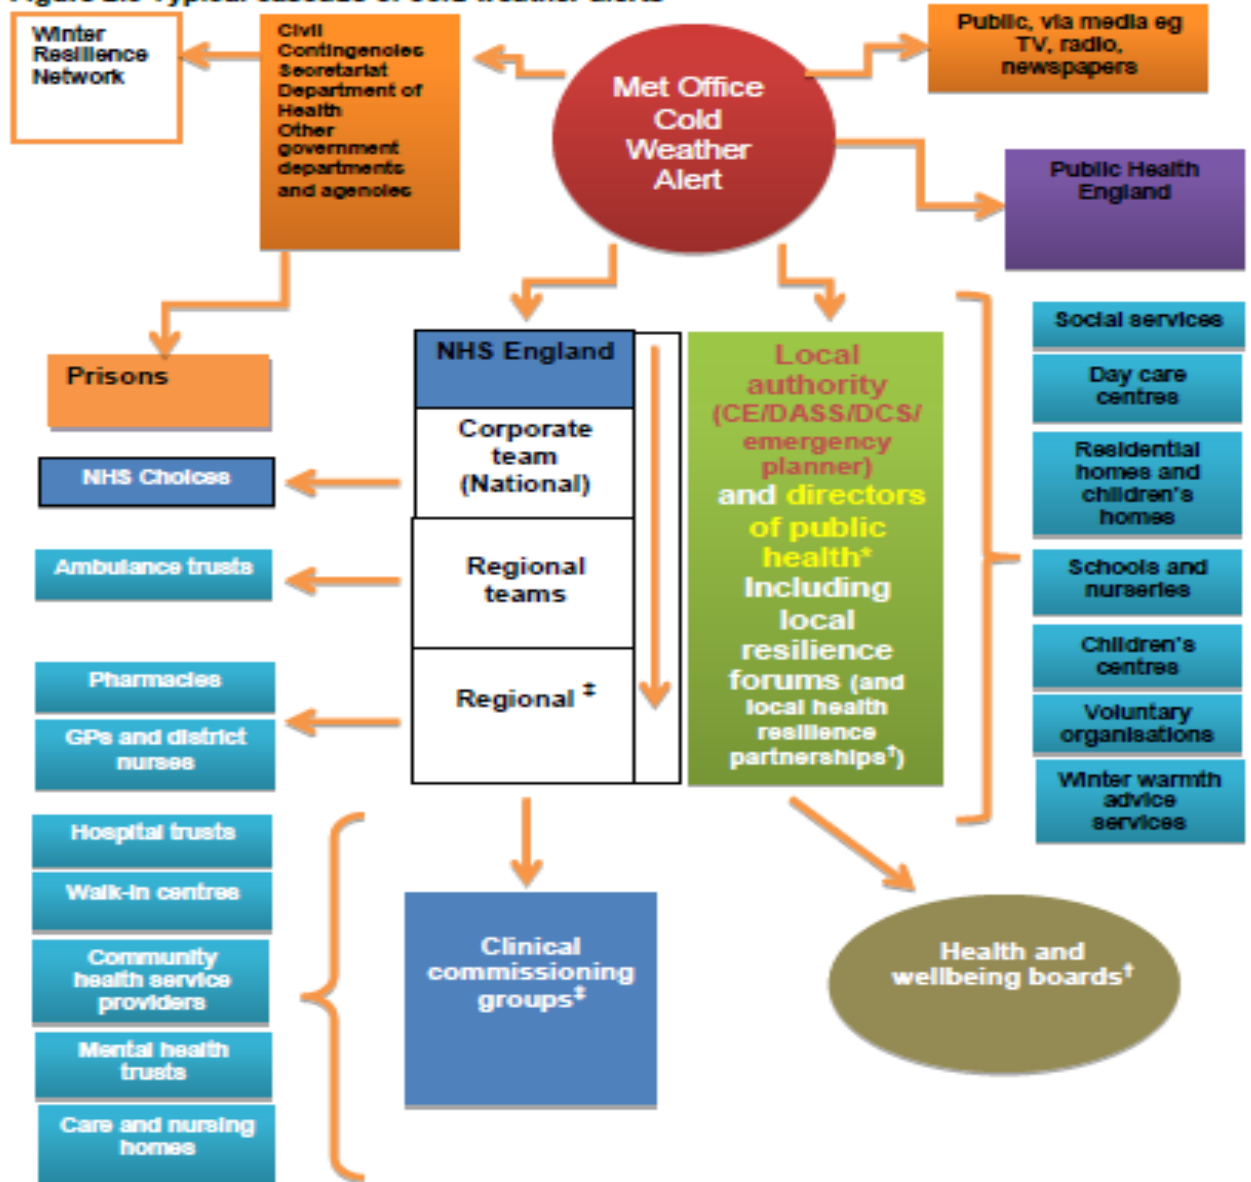 Winter
Resilience
Network
Civil
Contingencies
Secretariat
Department of
Health
Other
government
departments
and agencies
Met Office
Cold
Weather
Alert
Public, via media eg
TV, radio,
newspapers
Public Health
England
Prisons
NHS England
Corporate
team
(National)
Regional
teams
Regional ‡
NHS Choices
Ambulance trusts
Pharmacies
GPs and district
nurses
Hospital trusts
Walk-in centres
Community
health service
providers
Mental health
trusts
Care and nursing
homes
Local
authority
(CE/DASS/DCS/
emergency
planner)
and directors
of public
health*
Including
local
resilience
forums (and
local health
resilience
partnerships†)
Social services
Day care
centres
Residential
homes and
children's
homes
Schools and
nurseries
Children's
centres
Voluntary
organisations
Winter warmth
advice
services
Clinical
commissioning
groups‡
Health and
wellbeing boards†